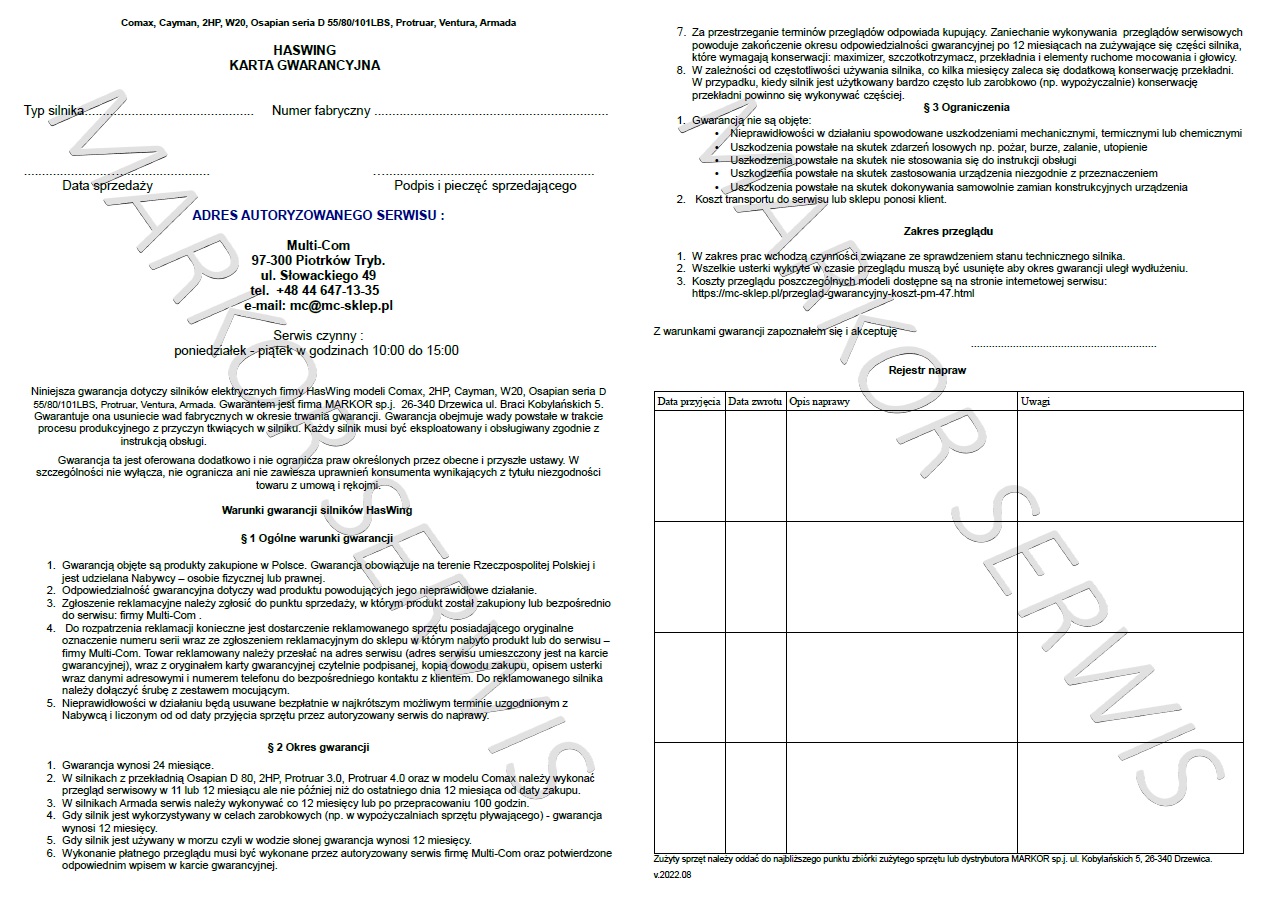 Comax, Cayman, 2HP, W20, Osapian seria D 55/80/101LBS, Protruar, Ventura, Armada
HASWING
KARTA GWARANCYJNA
Typ silnika.............................................. Numer fabryczny ................................................................
................................................... ............................................................
Data sprzedaży Podpis i pieczęć sprzedającego
ADRES AUTORYZOWANEGO SERWISU :
Multi-Com
97-300 Piotrków Tryb.
ul. Słowackiego 49
tel. +48 44 647-13-35
e-mail: mc@mc-sklep.pl
Serwis czynny :
poniedziałek - piątek w godzinach 10:00 do 15:00
Niniejsza gwarancja dotyczy silników elektrycznych firmy HasWing modeli Comax, 2HP, Cayman, W20, Osapian seria D
55/80/101LBS, Protruar, Ventura, Armada. Gwarantem jest firma MARKOR sp.j. 26-340 Drzewica ul. Braci Kobylańskich 5.
Gwarantuje ona usuniecie wad fabrycznych w okresie trwania gwarancji. Gwarancja obejmuje wady powstałe w trakcie
procesu produkcyjnego z przyczyn tkwiących w silniku. Każdy silnik musi być eksploatowany i obsługiwany zgodnie z
instrukcją obsługi.
Gwarancja ta jest oferowana dodatkowo i nie ogranicza praw określonych przez obecne i przyszłe ustawy. W
szczególności nie wyłącza, nie ogranicza ani nie zawiesza uprawnień konsumenta wynikających z tytułu niezgodności
towaru z umową i rękojmi.
Warunki gwarancji silników HasWing
§ 1 Ogólne warunki gwarancji
1. Gwarancją objęte są produkty zakupione w Polsce. Gwarancja obowiązuje na terenie Rzeczpospolitej Polskiej i
jest udzielana Nabywcy – osobie fizycznej lub prawnej.
2. Odpowiedzialność gwarancyjna dotyczy wad produktu powodujących jego nieprawidłowe działanie.
3. Zgłoszenie reklamacyjne należy zgłosić do punktu sprzedaży, w którym produkt został zakupiony lub bezpośrednio
do serwisu: firmy Multi-Com .
4. Do rozpatrzenia reklamacji konieczne jest dostarczenie reklamowanego sprzętu posiadającego oryginalne
oznaczenie numeru serii wraz ze zgłoszeniem reklamacyjnym do sklepu w którym nabyto produkt lub do serwisu –
firmy Multi-Com. Towar reklamowany należy przesłać na adres serwisu (adres serwisu umieszczony jest na karcie
gwarancyjnej), wraz z oryginałem karty gwarancyjnej czytelnie podpisanej, kopią dowodu zakupu, opisem usterki
wraz danymi adresowymi i numerem telefonu do bezpośredniego kontaktu z klientem. Do reklamowanego silnika
należy dołączyć śrubę z zestawem mocującym.
5. Nieprawidłowości w działaniu będą usuwane bezpłatnie w najkrótszym możliwym terminie uzgodnionym z
Nabywcą i liczonym od od daty przyjęcia sprzętu przez autoryzowany serwis do naprawy.
§ 2 Okres gwarancji
1. Gwarancja wynosi 24 miesiące.
2. W silnikach z przekładnią Osapian D 80, 2HP, Protruar 3.0, Protruar 4.0 oraz w modelu Comax należy wykonać
przegląd serwisowy w 11 lub 12 miesiącu ale nie później niż do ostatniego dnia 12 miesiąca od daty zakupu.
3. W silnikach Armada serwis należy wykonywać co 12 miesięcy lub po przepracowaniu 100 godzin.
4. Gdy silnik jest wykorzystywany w celach zarobkowych (np. w wypożyczalniach sprzętu pływającego) - gwarancja
wynosi 12 miesięcy.
5. Gdy silnik jest używany w morzu czyli w wodzie słonej gwarancja wynosi 12 miesięcy.
6. Wykonanie płatnego przeglądu musi być wykonane przez autoryzowany serwis firmę Multi-Com oraz potwierdzone
odpowiednim wpisem w karcie gwarancyjnej.
MARKOR SERWIS
7. Za przestrzeganie terminów przeglądów odpowiada kupujący. Zaniechanie wykonywania przeglądów serwisowych
powoduje zakończenie okresu odpowiedzialności gwarancyjnej po 12 miesiącach na zużywające się części silnika,
które wymagają konserwacji: maximizer, szczotkotrzymacz, przekładnia i elementy ruchome mocowania i głowicy.
8. W zależności od częstotliwości używania silnika, co kilka miesięcy zaleca się dodatkową konserwację przekładni.
W przypadku, kiedy silnik jest użytkowany bardzo często lub zarobkowo (np. wypożyczalnie) konserwację
przekładni powinno się wykonywać częściej.
§ 3 Ograniczenia
1. Gwarancją nie są objęte:
• Nieprawidłowości w działaniu spowodowane uszkodzeniami mechanicznymi, termicznymi lub chemicznymi
• Uszkodzenia powstałe na skutek zdarzeń losowych np. pożar, burze, zalanie, utopienie
• Uszkodzenia powstałe na skutek nie stosowania się do instrukcji obsługi
• Uszkodzenia powstałe na skutek zastosowania urządzenia niezgodnie z przeznaczeniem
• Uszkodzenia powstałe na skutek dokonywania samowolnie zamian konstrukcyjnych urządzenia
2. Koszt transportu do serwisu lub sklepu ponosi klient.
Zakres przeglądu
1. W zakres prac wchodzą czynności związane ze sprawdzeniem stanu technicznego silnika.
2. Wszelkie usterki wykryte w czasie przeglądu muszą być usunięte aby okres gwarancji uległ wydłużeniu.
3. Koszty przeglądu poszczególnych modeli dostępne są na stronie internetowej serwisu:
https://mc-sklep.pl/przeglad-gwarancyjny-koszt-pm-47.html
Z warunkami gwarancji zapoznałem się i akceptuję
..............................................................
Rejestr napraw
Data przyjęcia Data zwrotu Opis naprawy Uwagi
Zużyty sprzęt należy oddać do najbliższego punktu zbiórki zużytego sprzętu lub dystrybutora MARKOR sp.j. ul. Kobylańskich 5, 26-340 Drzewica.
v.2022.08
MARKOR SERWIS